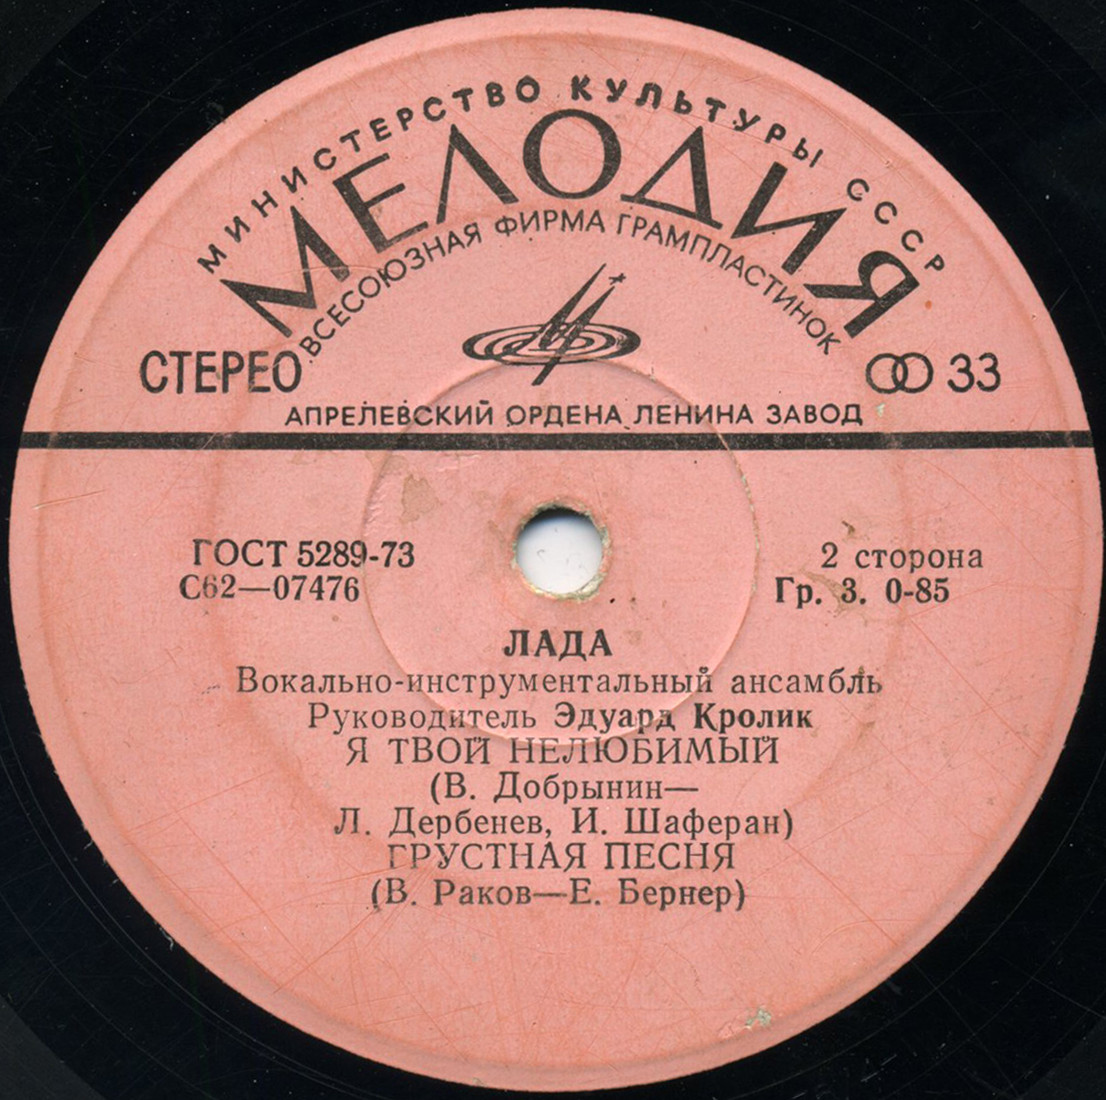 МИНИСТЕРСТВО КУЛЬТУРЫ СССР
МЕЛОДИЯ
ВСЕСОЮЗНАЯ ФИРМА ГРАМПЛАСТИНОК
СТЕРЕО
33
АПРЕЛЕВСКИЙ ОРДЕНА ЛЕНИНА ЗАВОД
ГОСТ 5289-73
2 сторона
С62—07476
Гр. 3. 0-85
ЛАДА
Вокально-инструментальный ансамбль
Руководитель Эдуард Кролик
Я ТВОЙ НЕЛЮБИМЫЙ
(В. Добрынин—
Л. Дербенев, И. Шаферан)
ГРУСТНАЯ ПЕСНЯ
(В. Раков—Е. Бернер)